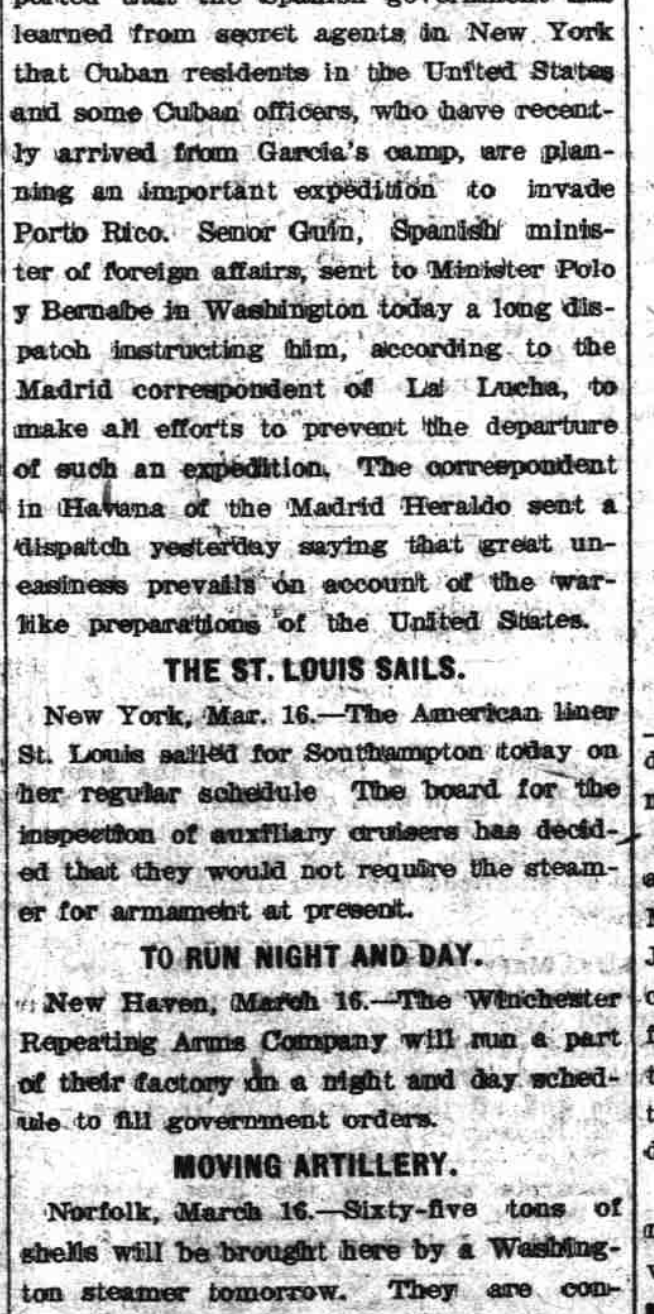 ported that the Spanish government has
learned from secret agents in New York
that Cuban residents in the United States
and some Cuban officers, who have recent-
ly arrived from Garcia's camp, are plan-
ning an important expedition to invade
Porto Rico. Senor Guin, Spanish minis-
ter of foreign affairs, sent to Minister Polo
y Bernabe in Washington today a long dis-
patch instructing him, according to the
Madrid correspondent of La Lucha, to
make all efforts to prevent the departure
of such an expedition. The correspondent
in Havana of the Madrid Heraldo sent a
dispatch yesterday saying that great un-
easiness prevails on account of the war-
like preparations of the United States.
THE ST. LOUIS SAILS.
New York, Mar. 16.—The American liner
St. Louis sailed for Southampton today on
her regular schedule The board for the
inspection of auxiliary cruisers has decid-
ed that they would not require the steam-
er for armament at present.
TO RUN NIGHT AND DAY.
New Haven, March 16.—The Winchester
Repeating Arms Company will run a part
of their factory on a night and day sched-
ule to fill government orders.
MOVING ARTILLERY.
Norfolk, March 16.—Sixty-five tons of
shells will be brought here by a Washing-
ton steamer tomorrow. They are con-